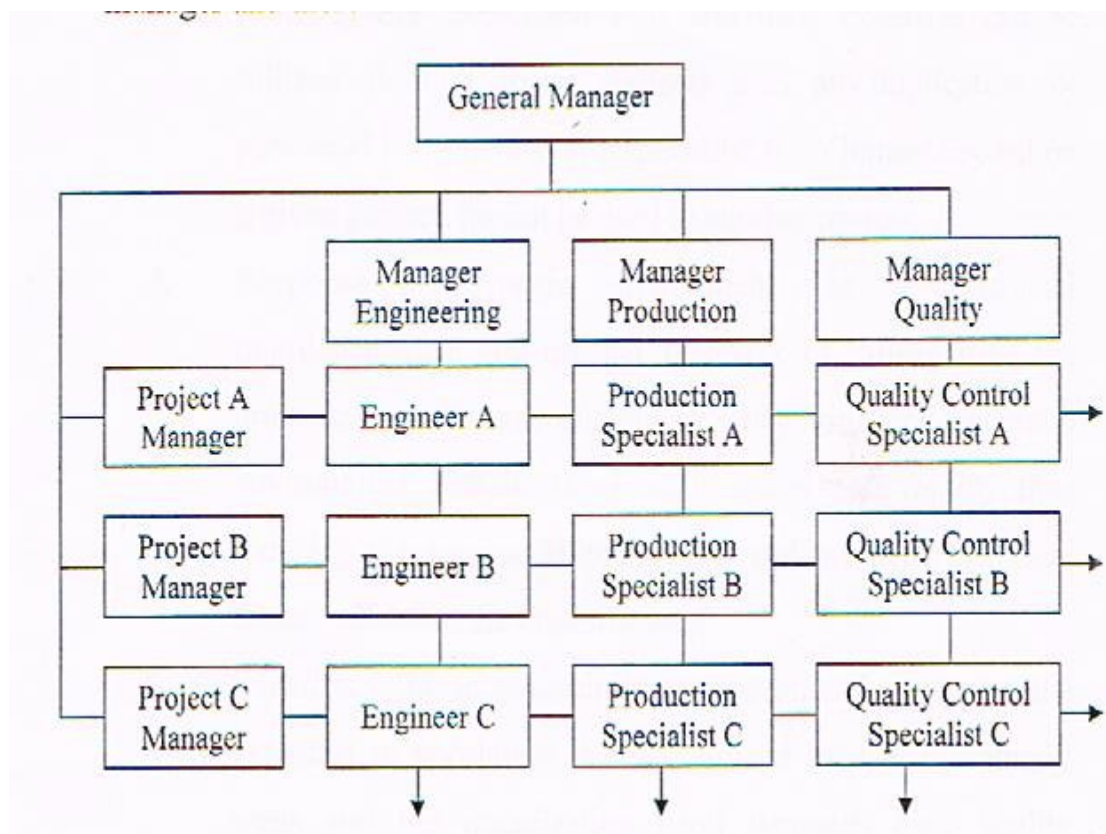 General Manager
Manager
Engineering
Manager
Production
Manager
Quality
Project A
Manager
Engineer A
Production
Specialist A
Quality Control
Specialist A
Project B
Manager
Engineer B
Production
Specialist B
Quality Control
Specialist B
Project C
Manager
Engineer C
Production
Specialist C
Quality Control
Specialist C